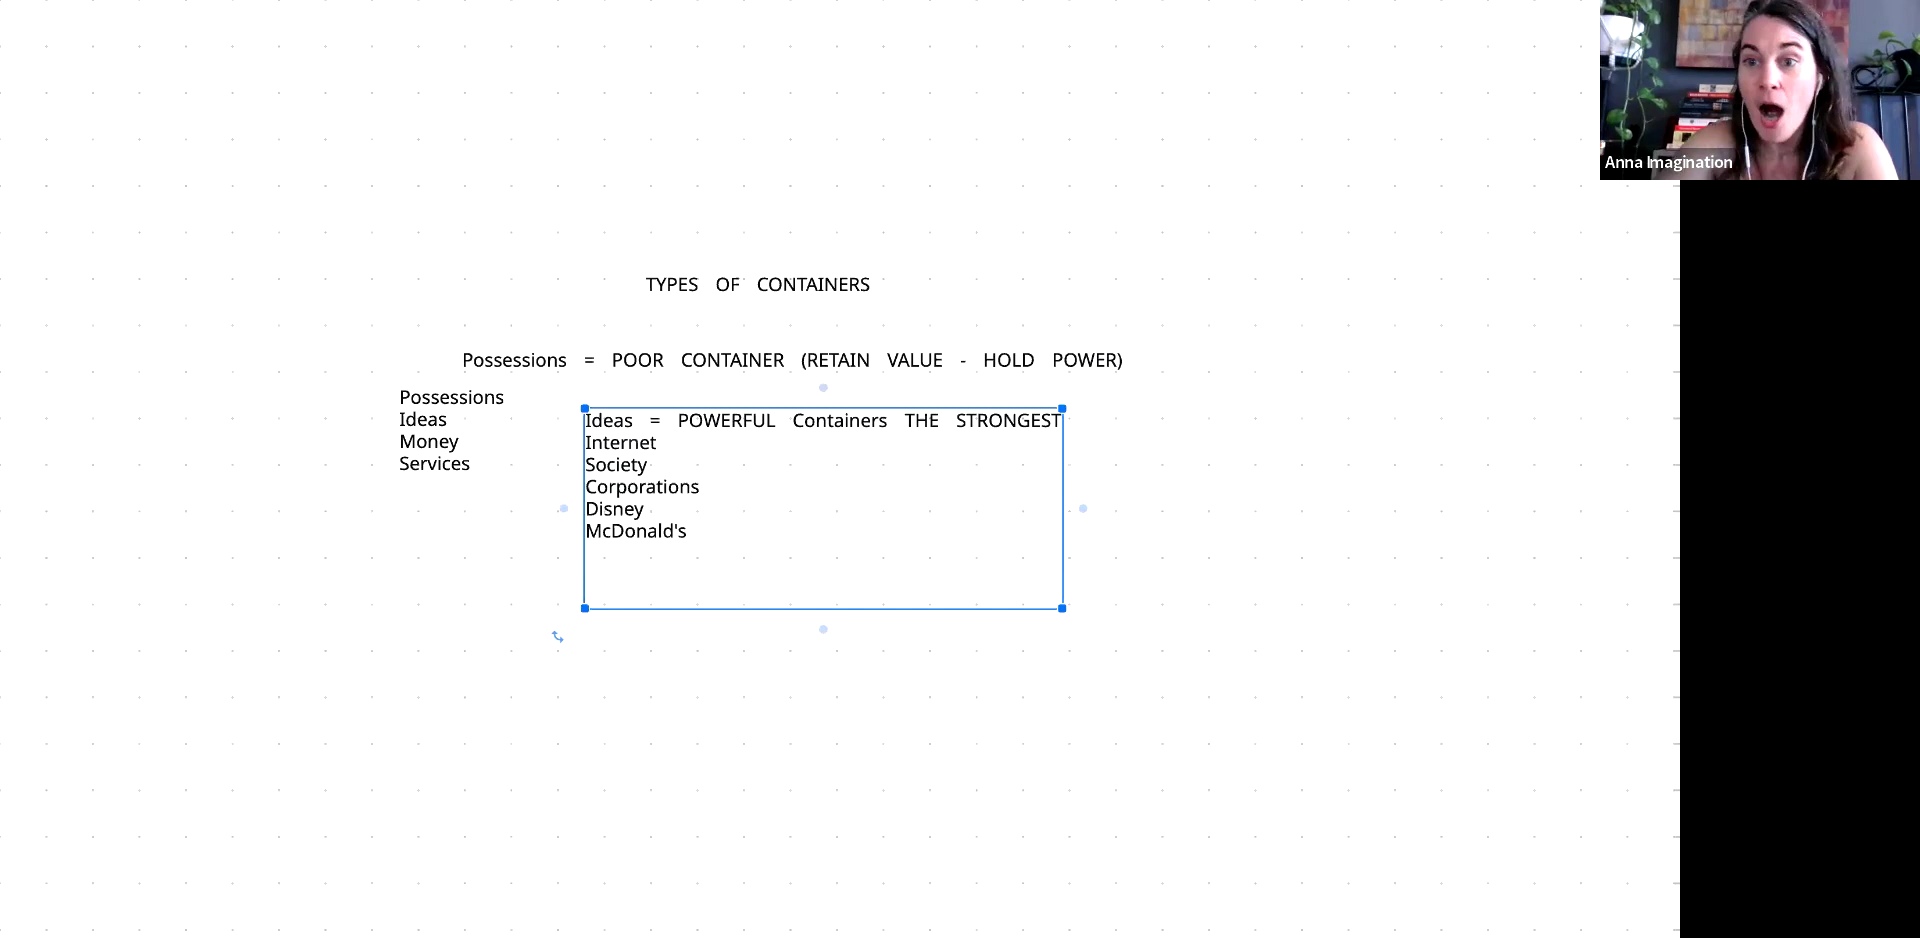 Anna Imagination
TYPES OF CONTAINERS
Possessions = POOR CONTAINER (RETAIN VALUE - HOLD POWER)
Possessions
Ideas
Money
Services
Ideas = POWERFUL Containers THE STRONGEST
Internet
Society
Corporations
Disney
McDonald's